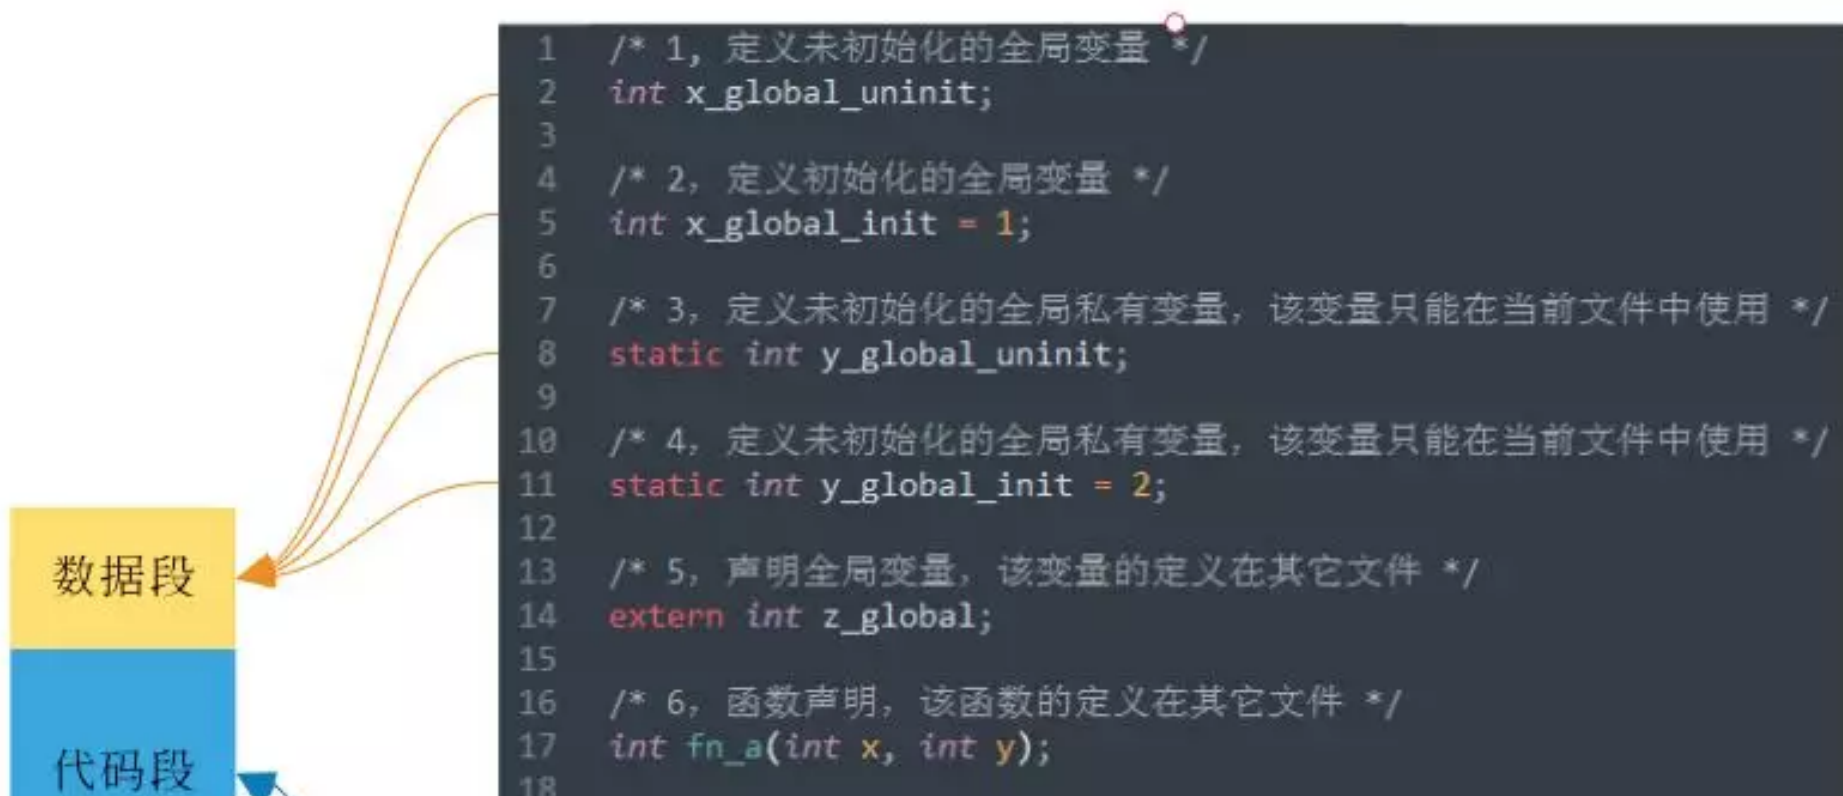 1 /* 1, 定义未初始化的全局变量 */
2 int x_global_uninit;
3
4 /* 2, 定义初始化的全局变量 */
5 int x_global_init = 1;
6
7 /* 3, 定义未初始化的全局私有变量, 该变量只能在当前文件中使用 */
8 static int y_global_uninit;
9
10 /* 4, 定义未初始化的全局私有变量, 该变量只能在当前文件中使用 */
11 static int y_global_init = 2;
12
13 /* 5, 声明全局变量, 该变量的定义在其它文件 */
14 extern int z_global;
15
16 /* 6, 函数声明, 该函数的定义在其它文件 */
17 int fn_a(int x, int y);
18
数据段
代码段